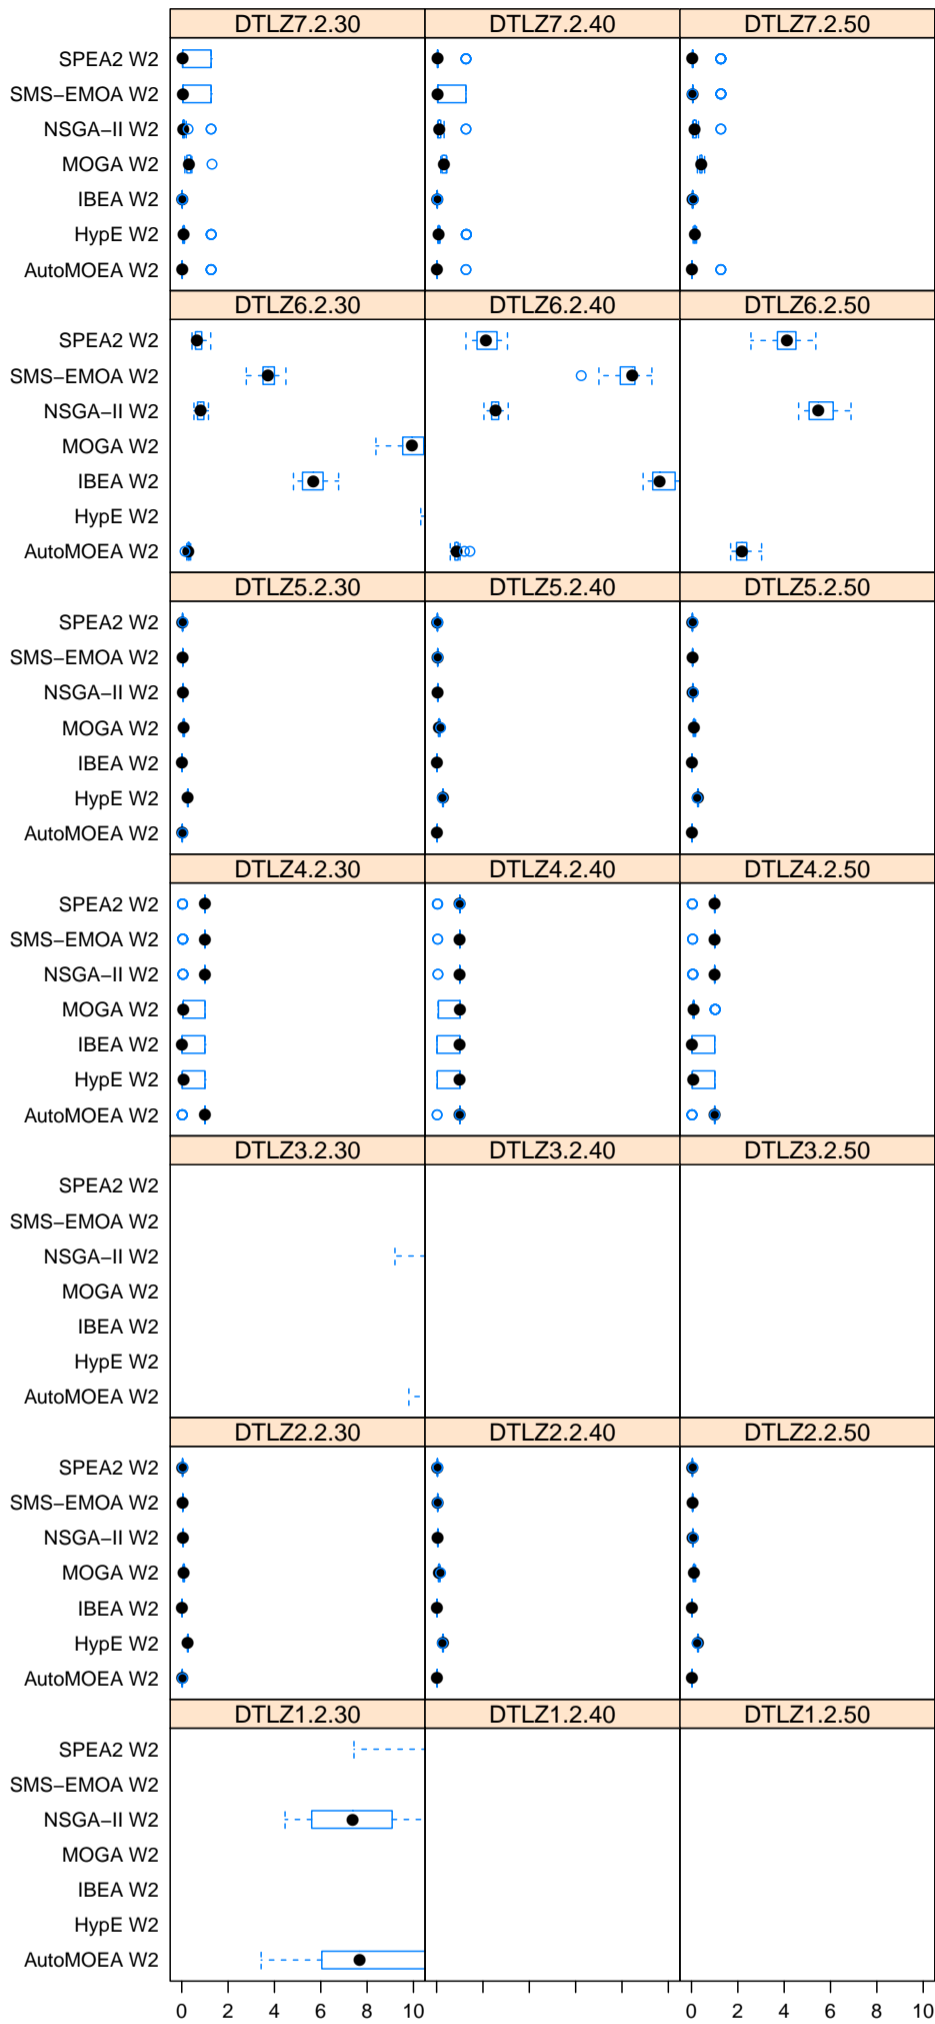 DTLZ7.2.30 DTLZ7.2.40 DTLZ7.2.50
SPEA2 W2
SMS−EMOA W2
NSGA−II W2
MOGA W2
IBEA W2
HypE W2
AutoMOEA W2
DTLZ6.2.30 DTLZ6.2.40 DTLZ6.2.50
SPEA2 W2
SMS−EMOA W2
NSGA−II W2
MOGA W2
IBEA W2
HypE W2
AutoMOEA W2
DTLZ5.2.30 DTLZ5.2.40 DTLZ5.2.50
SPEA2 W2
SMS−EMOA W2
NSGA−II W2
MOGA W2
IBEA W2
HypE W2
AutoMOEA W2
DTLZ4.2.30 DTLZ4.2.40 DTLZ4.2.50
SPEA2 W2
SMS−EMOA W2
NSGA−II W2
MOGA W2
IBEA W2
HypE W2
AutoMOEA W2
DTLZ3.2.30 DTLZ3.2.40 DTLZ3.2.50
SPEA2 W2
SMS−EMOA W2
NSGA−II W2
MOGA W2
IBEA W2
HypE W2
AutoMOEA W2
DTLZ2.2.30 DTLZ2.2.40 DTLZ2.2.50
SPEA2 W2
SMS−EMOA W2
NSGA−II W2
MOGA W2
IBEA W2
HypE W2
AutoMOEA W2
DTLZ1.2.30 DTLZ1.2.40 DTLZ1.2.50
SPEA2 W2
SMS−EMOA W2
NSGA−II W2
MOGA W2
IBEA W2
HypE W2
AutoMOEA W2
0 2 4 6 8 10 0 2 4 6 8 10